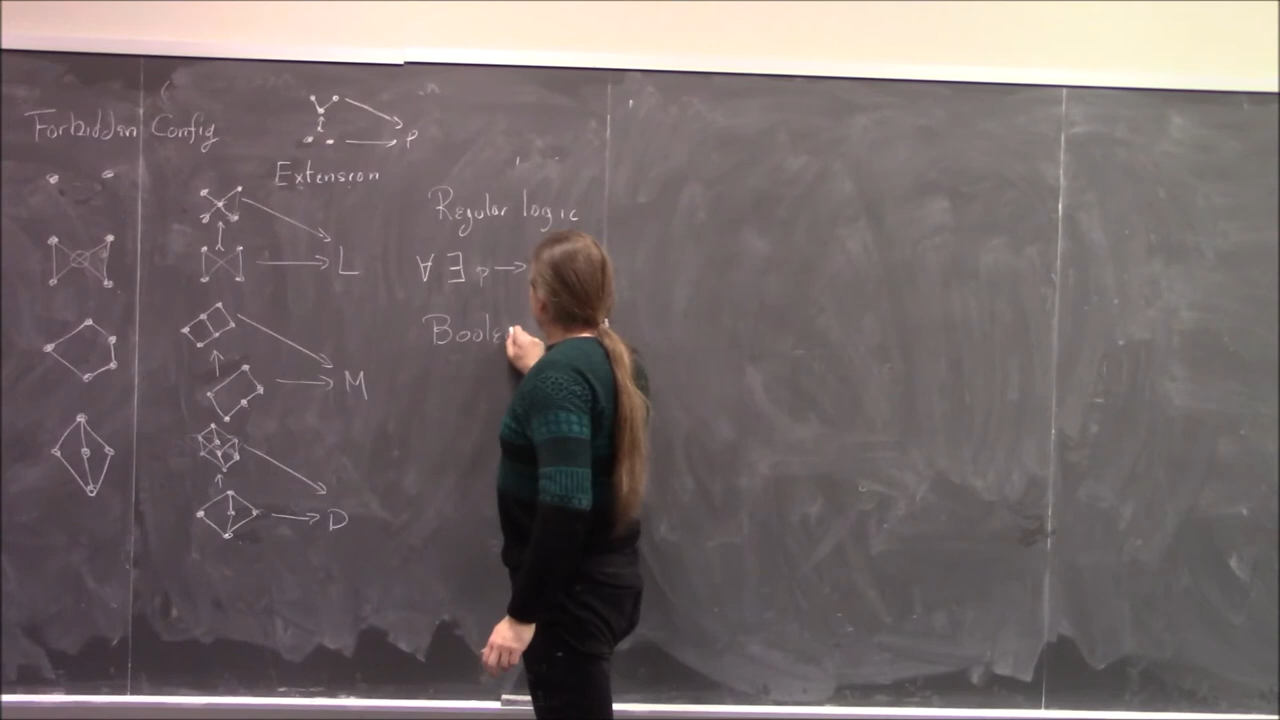 Forbidden Config
P
Extension
Regular logic
L
∀ ∃ p→
Boole
M
D